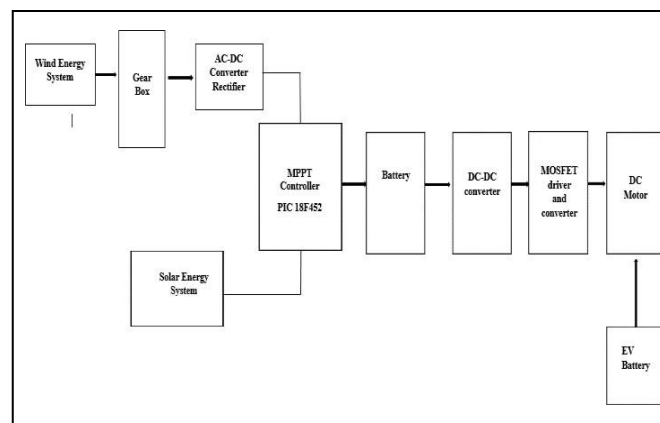 Wind Energy
System
Gear
Box
AC-DC
Converter
Rectifier
MPPT
Controller
PIC 18F452
Battery
DC-DC
converter
MOSFET
driver
and
converter
DC
Motor
Solar Energy
System
EV
Battery